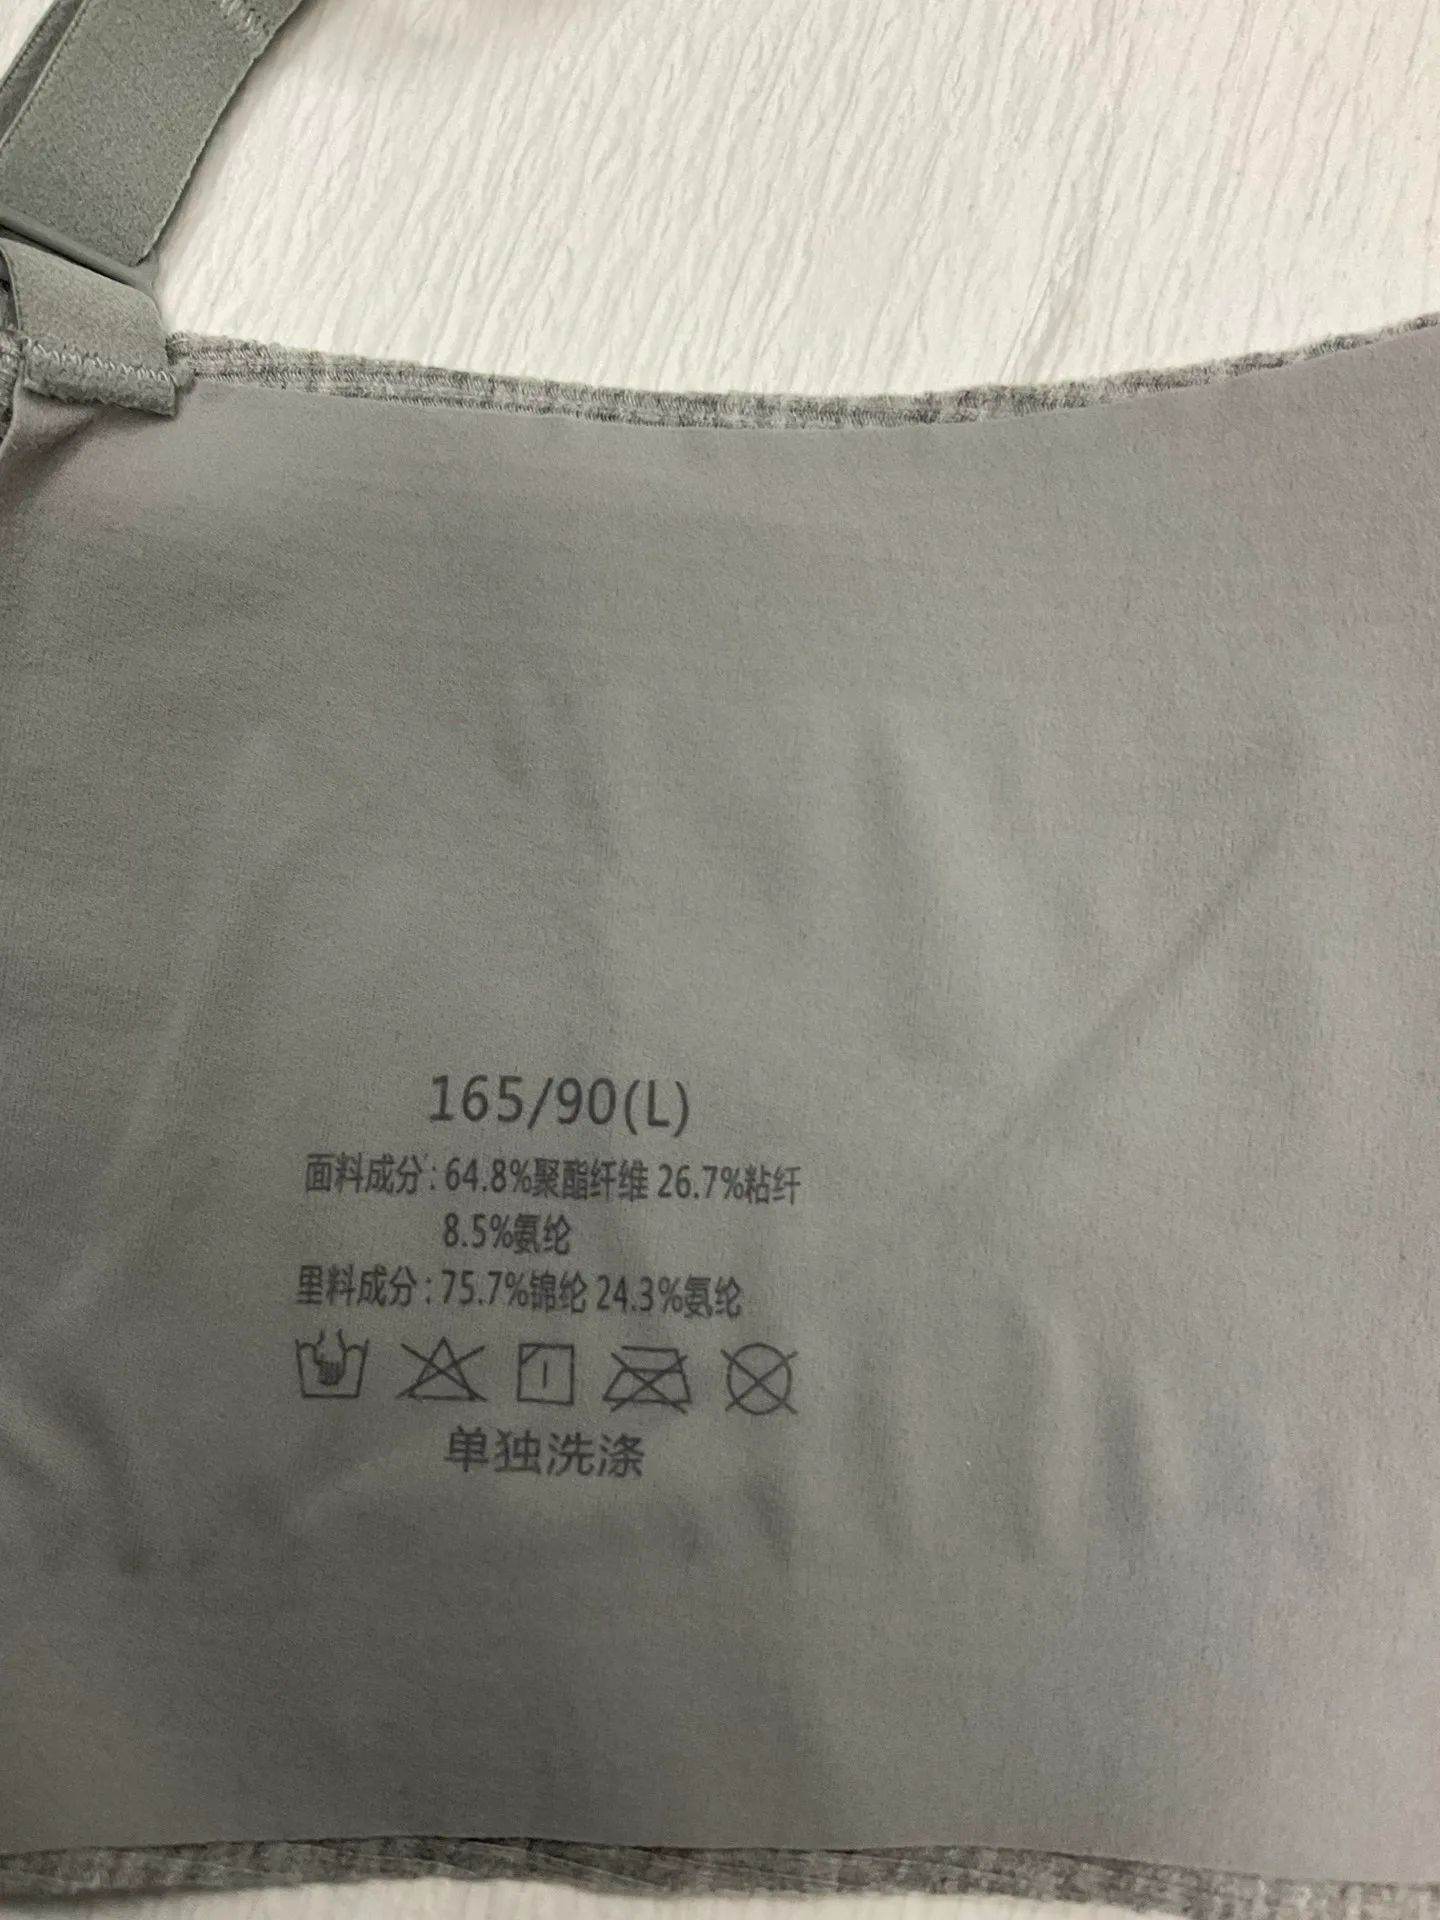 165/90(L)
面料成分:64.8%聚酯纤维 26.7%粘纤
8.5%氨纶
里料成分:75.7%锦纶 24.3%氨纶
单独洗涤